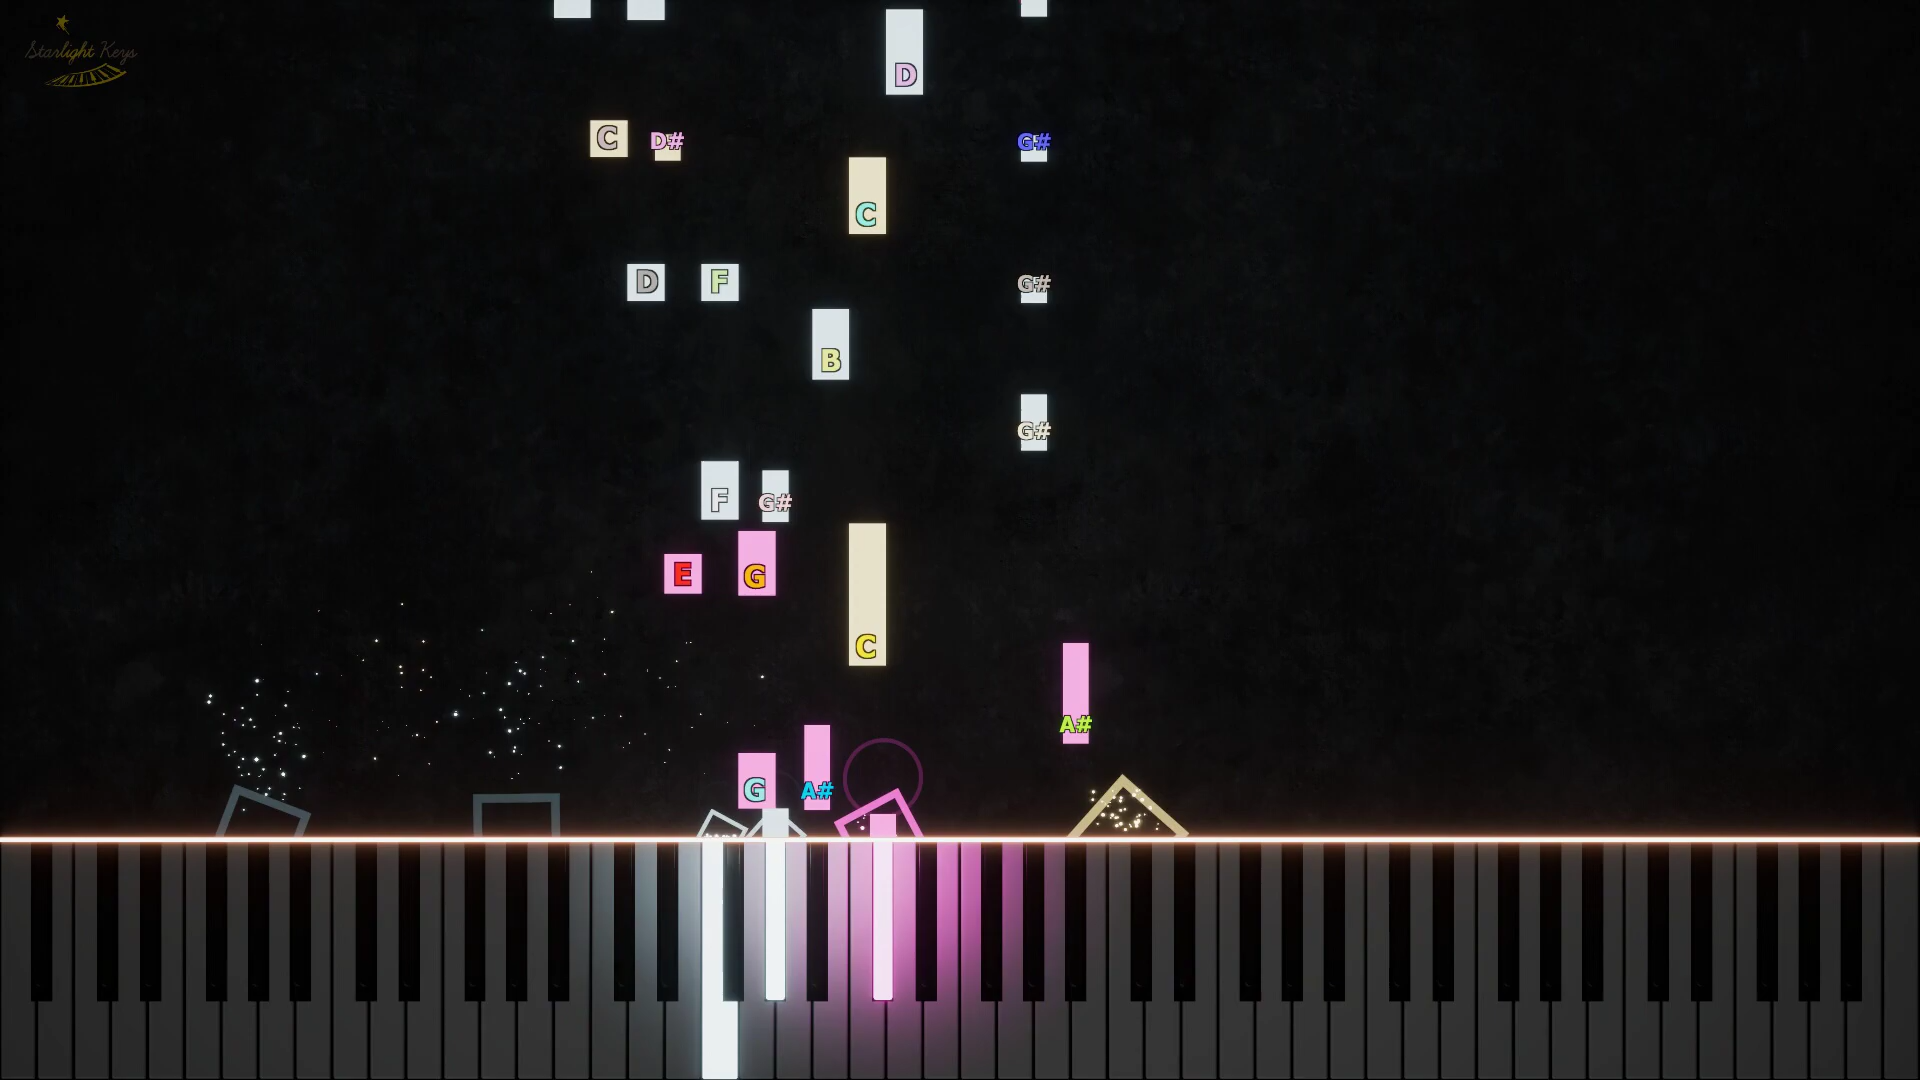 Starlight Keys
D
C D# G#
C
D F G#
B
G#
F G#
E G
C
A#
G A#